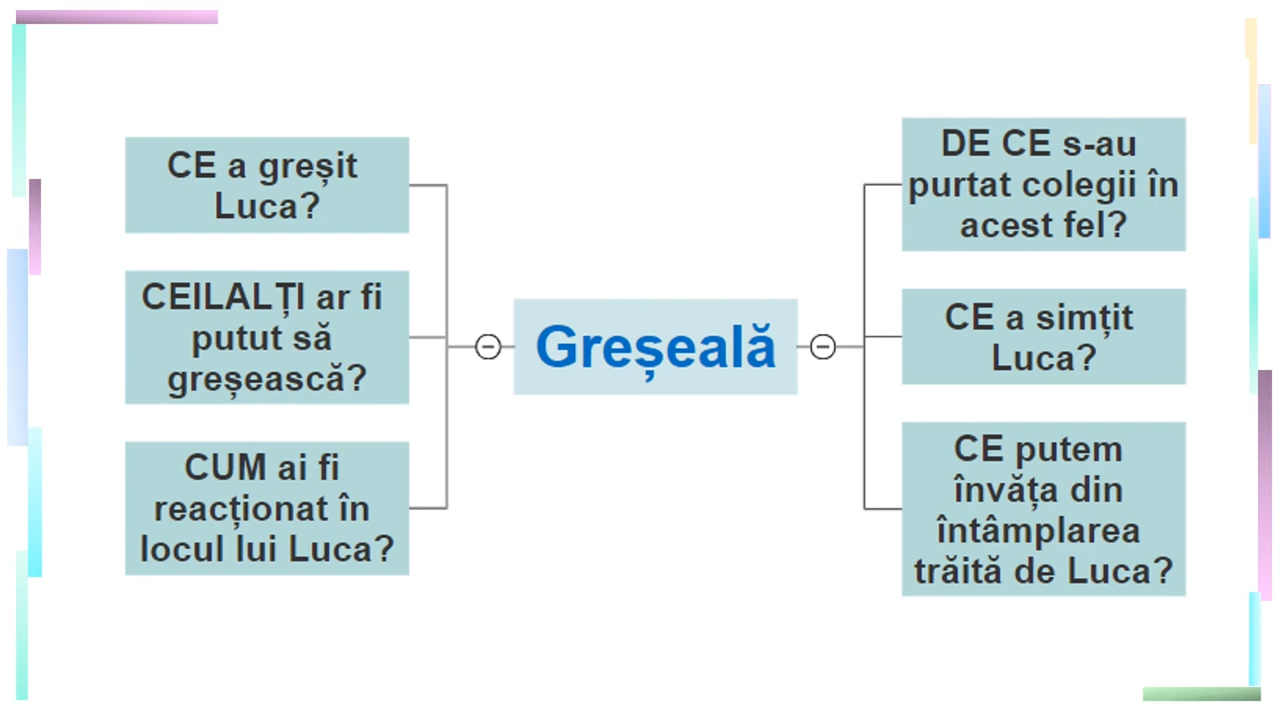 CE a greșit
Luca?
CEILALȚI ar fi
putut să
greșească?
CUM ai fi
reacționat în
locul lui Luca?
Greșeală
DE CE s-au
purtat colegii în
acest fel?
CE a simțit
Luca?
CE putem
învăța din
întâmplarea
trăită de Luca?